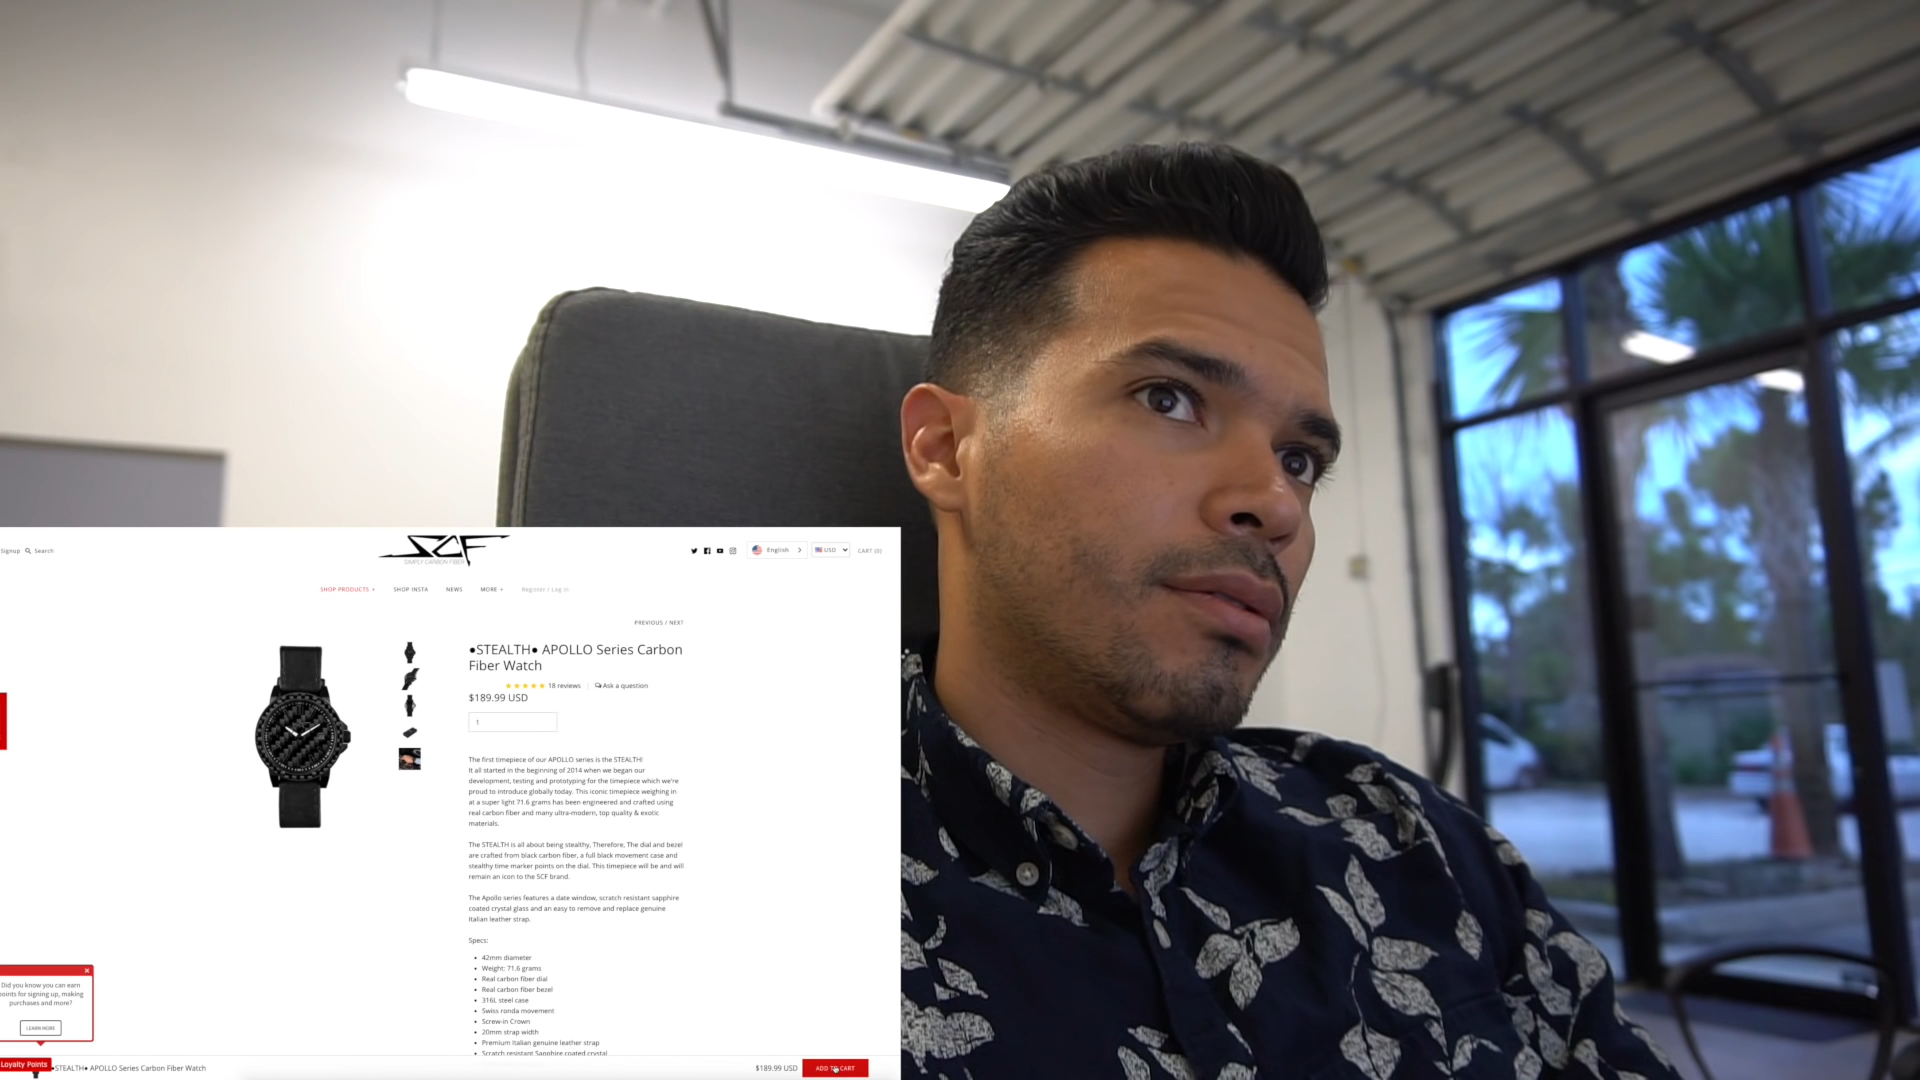 Signup Search
SCF
SIMPLY CARBON FIBER
English
USD
CART (0)
SHOP PRODUCTS +
SHOP INSTA
NEWS
MORE +
Register / Log in
PREVIOUS / NEXT
●STEALTH● APOLLO Series Carbon
Fiber Watch
18 reviews
Ask a question
$189.99 USD
1
The first timepiece of our APOLLO series is the STEALTH!
It all started in the beginning of 2014 when we began our
development, testing and prototyping for the timepiece which we're
proud to introduce globally today. This iconic timepiece weighing in
at a super light 71.6 grams has been engineered and crafted using
real carbon fiber and many ultra-modern, top quality & exotic
materials.
The STEALTH is all about being stealthy, Therefore, The dial and bezel
are crafted from black carbon fiber, a full black movement case and
stealthy time marker points on the dial. This timepiece will be and will
remain an icon to the SCF brand.
The Apollo series features a date window, scratch resistant sapphire
coated crystal glass and an easy to remove and replace genuine
Italian leather strap.
Specs:
42mm diameter
Weight: 71.6 grams
Real carbon fiber dial
Real carbon fiber bezel
316L steel case
Swiss ronda movement
Screw-in Crown
20mm strap width
Premium Italian genuine leather strap
Scratch resistant Sapphire coated crystal
Did you know you can earn
points for signing up, making
purchases and more?
LEARN MORE
Loyalty Points
●STEALTH● APOLLO Series Carbon Fiber Watch
$189.99 USD
ADD TO CART